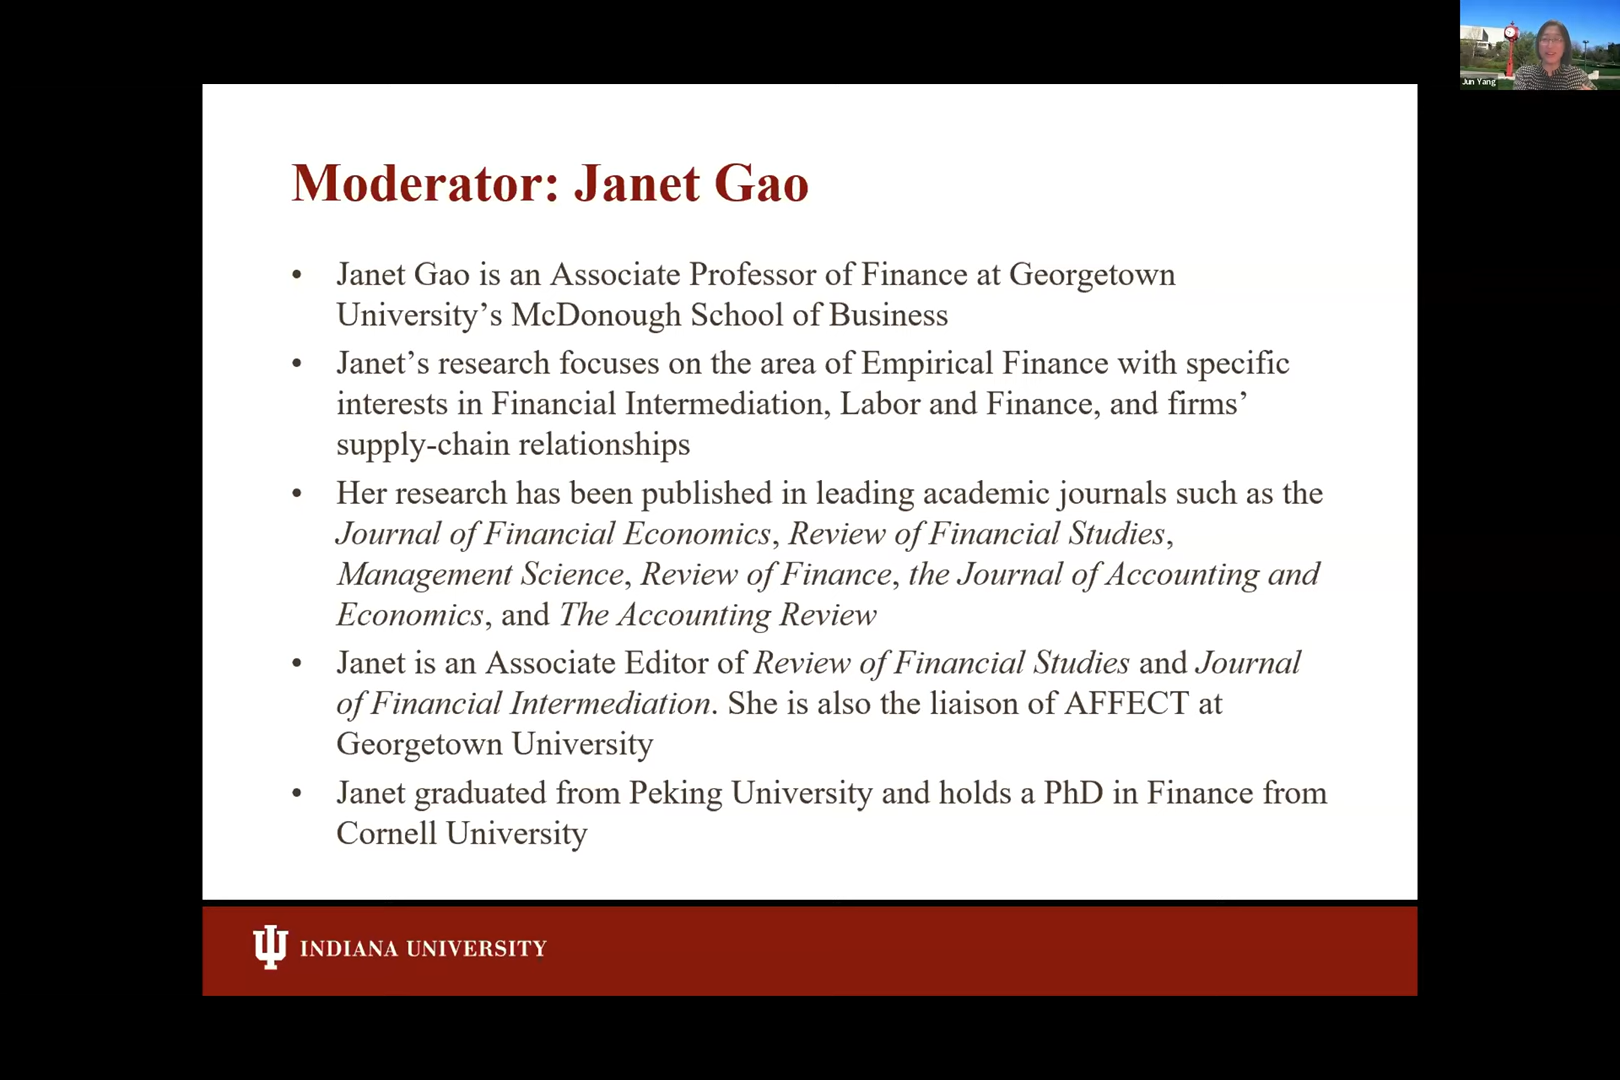 Jun Yang
Moderator: Janet Gao
• Janet Gao is an Associate Professor of Finance at Georgetown
University’s McDonough School of Business
• Janet’s research focuses on the area of Empirical Finance with specific
interests in Financial Intermediation, Labor and Finance, and firms’
supply-chain relationships
• Her research has been published in leading academic journals such as the
Journal of Financial Economics, Review of Financial Studies,
Management Science, Review of Finance, the Journal of Accounting and
Economics, and The Accounting Review
• Janet is an Associate Editor of Review of Financial Studies and Journal
of Financial Intermediation. She is also the liaison of AFFECT at
Georgetown University
• Janet graduated from Peking University and holds a PhD in Finance from
Cornell University
INDIANA UNIVERSITY